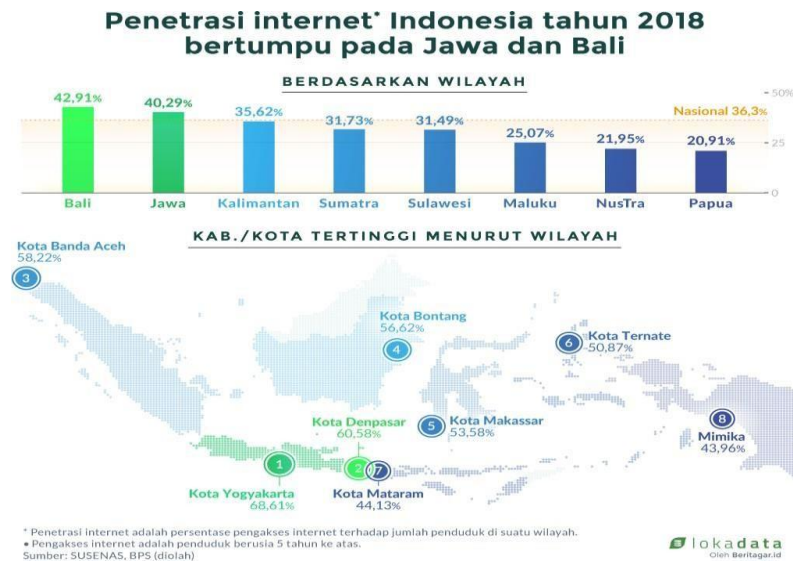 Penetrasi internet* Indonesia tahun 2018
bertumpu pada Jawa dan Bali
BERDASARKAN WILAYAH
50%
42,91%
40,29%
35,62%
31,73%
31,49%
25,07%
21,95%
20,91%
Nasional 36,3%
25
0
Bali
Jawa
Kalimantan
Sumatra
Sulawesi
Maluku
NusTra
Papua
KAB./KOTA TERTINGGI MENURUT WILAYAH
Kota Banda Aceh
58,22%
3
Kota Bontang
56,62%
4
6
Kota Ternate
50,87%
Kota Denpasar
60,58%
5
Kota Makassar
53,58%
8
Mimika
43,96%
1
2
7
Kota Yogyakarta
68,61%
Kota Mataram
44,13%
* Penetrasi internet adalah persentase pengakses internet terhadap jumlah penduduk di suatu wilayah.
• Pengakses internet adalah penduduk berusia 5 tahun ke atas.
Sumber: SUSENAS, BPS (diolah)
lokadata
Oleh Beritagar.id